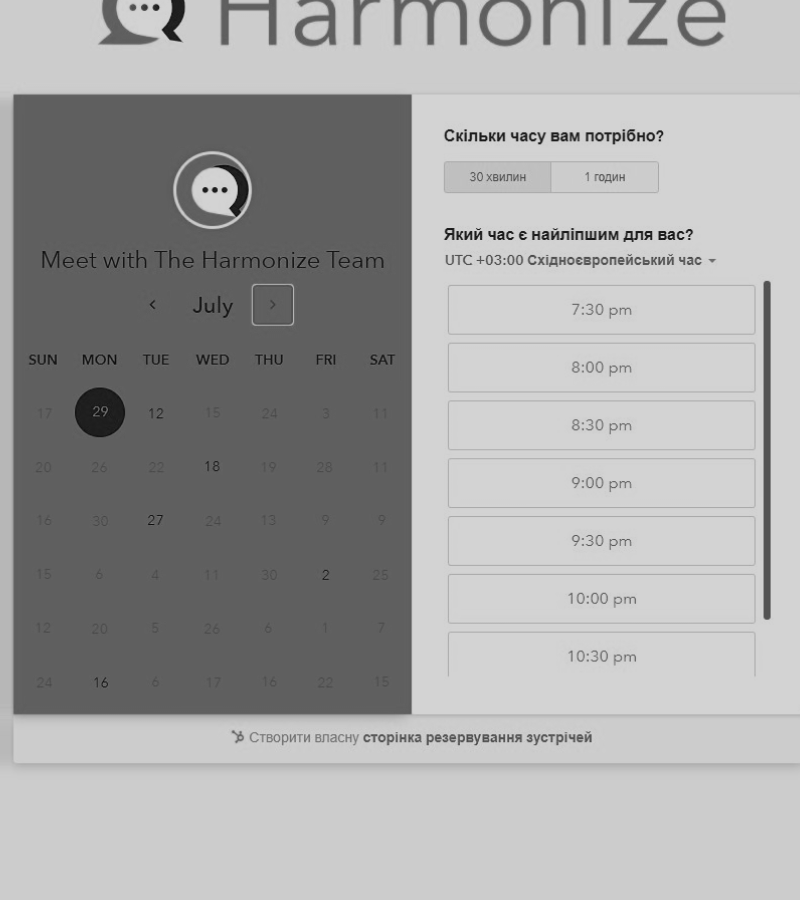 Harmonize
Meet with The Harmonize Team
July
SUN MON TUE WED THU FRI SAT
17 29 12 15 24 3 11
20 26 22 18 19 28 11
16 30 27 24 13 9 9
15 6 4 11 30 2 25
12 20 5 26 6 1 7
24 16 6 17 16 22 15
Скільки часу вам потрібно?
30 хвилин 1 годин
Який час є найліпшим для вас?
UTC +03:00 Східноєвропейський час
7:30 pm
8:00 pm
8:30 pm
9:00 pm
9:30 pm
10:00 pm
10:30 pm
Створити власну сторінка резервування зустрічей